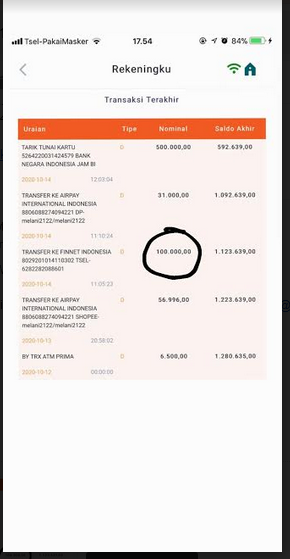 Tsel-PakaiMasker 17.54 84%
Rekeningku
Transaksi Terakhir
Uraian Tipe Nominal Saldo Akhir
TARIK TUNAI KARTU D 500.000,00 592.639,00
5264220031424579 BANK
NEGARA INDONESIA JAM BI
2020-10-14 12:03:04
TRANSFER KE AIRPAY D 31.000,00 1.092.639,00
INTERNATIONAL INDONESIA
8806088274094221 DP-
melani2122/melani2122
2020-10-14 11:10:24
TRANSFER KE FINNET INDONESIA D 100.000,00 1.123.639,00
8029201014110302 TSEL-
6282282088601
2020-10-14 11:05:23
TRANSFER KE AIRPAY D 56.996,00 1.223.639,00
INTERNATIONAL INDONESIA
8806088274094221 SHOPEE-
melani2122/melani2122
2020-10-13 20:58:02
BY TRX ATM PRIMA D 6.500,00 1.280.635,00
2020-10-12 00:00:00